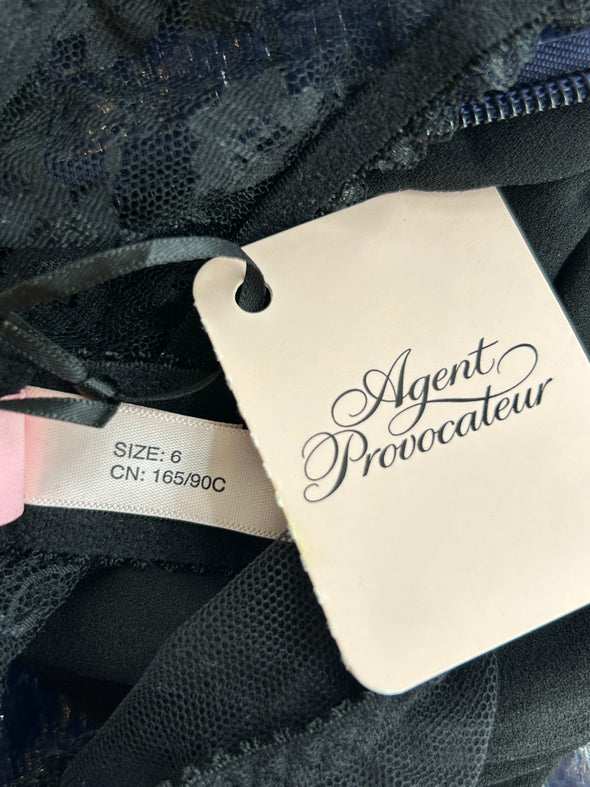 Agent
Provocateur
SIZE: 6
CN: 165/90C